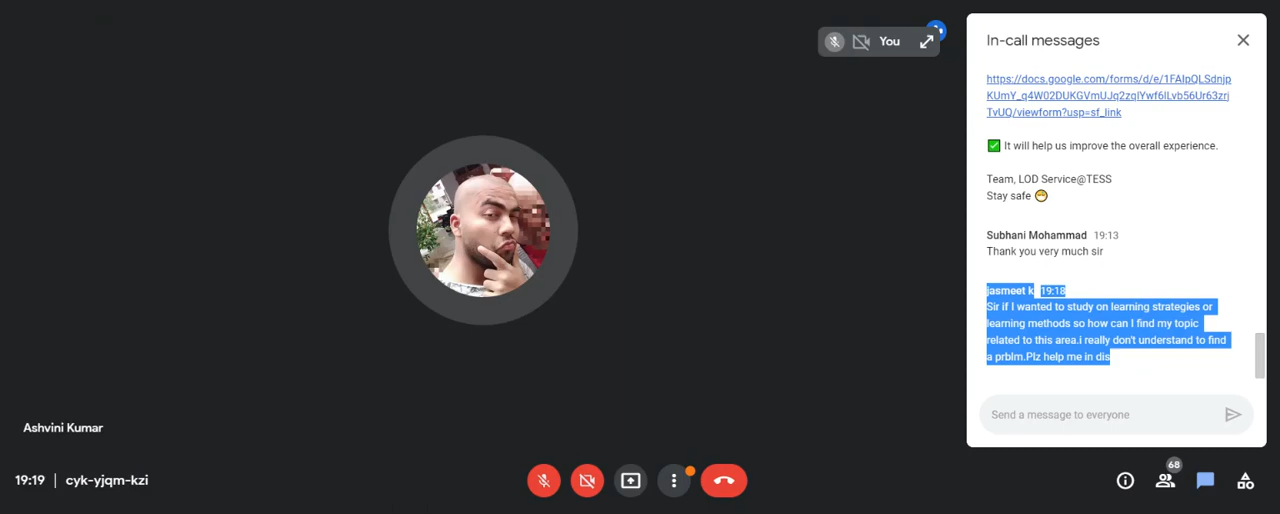 You
In-call messages
https://docs.google.com/forms/d/e/1FAIpQLSdnjp
KUmY_q4W02DUKGVmUJq2zqlYwf6lLvb56Ur63zrj
TvUQ/viewform?usp=sf_link
✅ It will help us improve the overall experience.
Team, LOD Service@TESS
Stay safe 😷
Subhani Mohammad 19:13
Thank you very much sir
jasmeet k 19:18
Sir if I wanted to study on learning strategies or
learning methods so how can I find my topic
related to this area.i really don't understand to find
a prblm.Plz help me in dis
Send a message to everyone
Ashvini Kumar
19:19 | cyk-yjqm-kzi
68